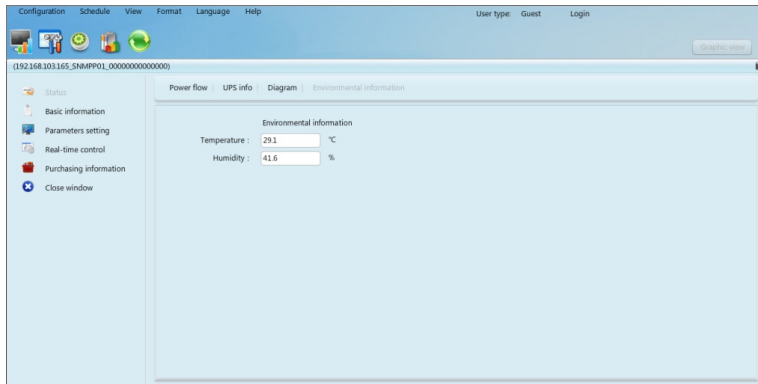 Configuration Schedule View Format Language Help User type: Guest Login
Graphic view
(192.168.103.165_SNMPP01_00000000000000)
Status
Basic information
Parameters setting
Real-time control
Purchasing information
Close window
Power flow UPS info Diagram Environmental information
Environmental information
Temperature : 29.1 ℃
Humidity : 41.6 %